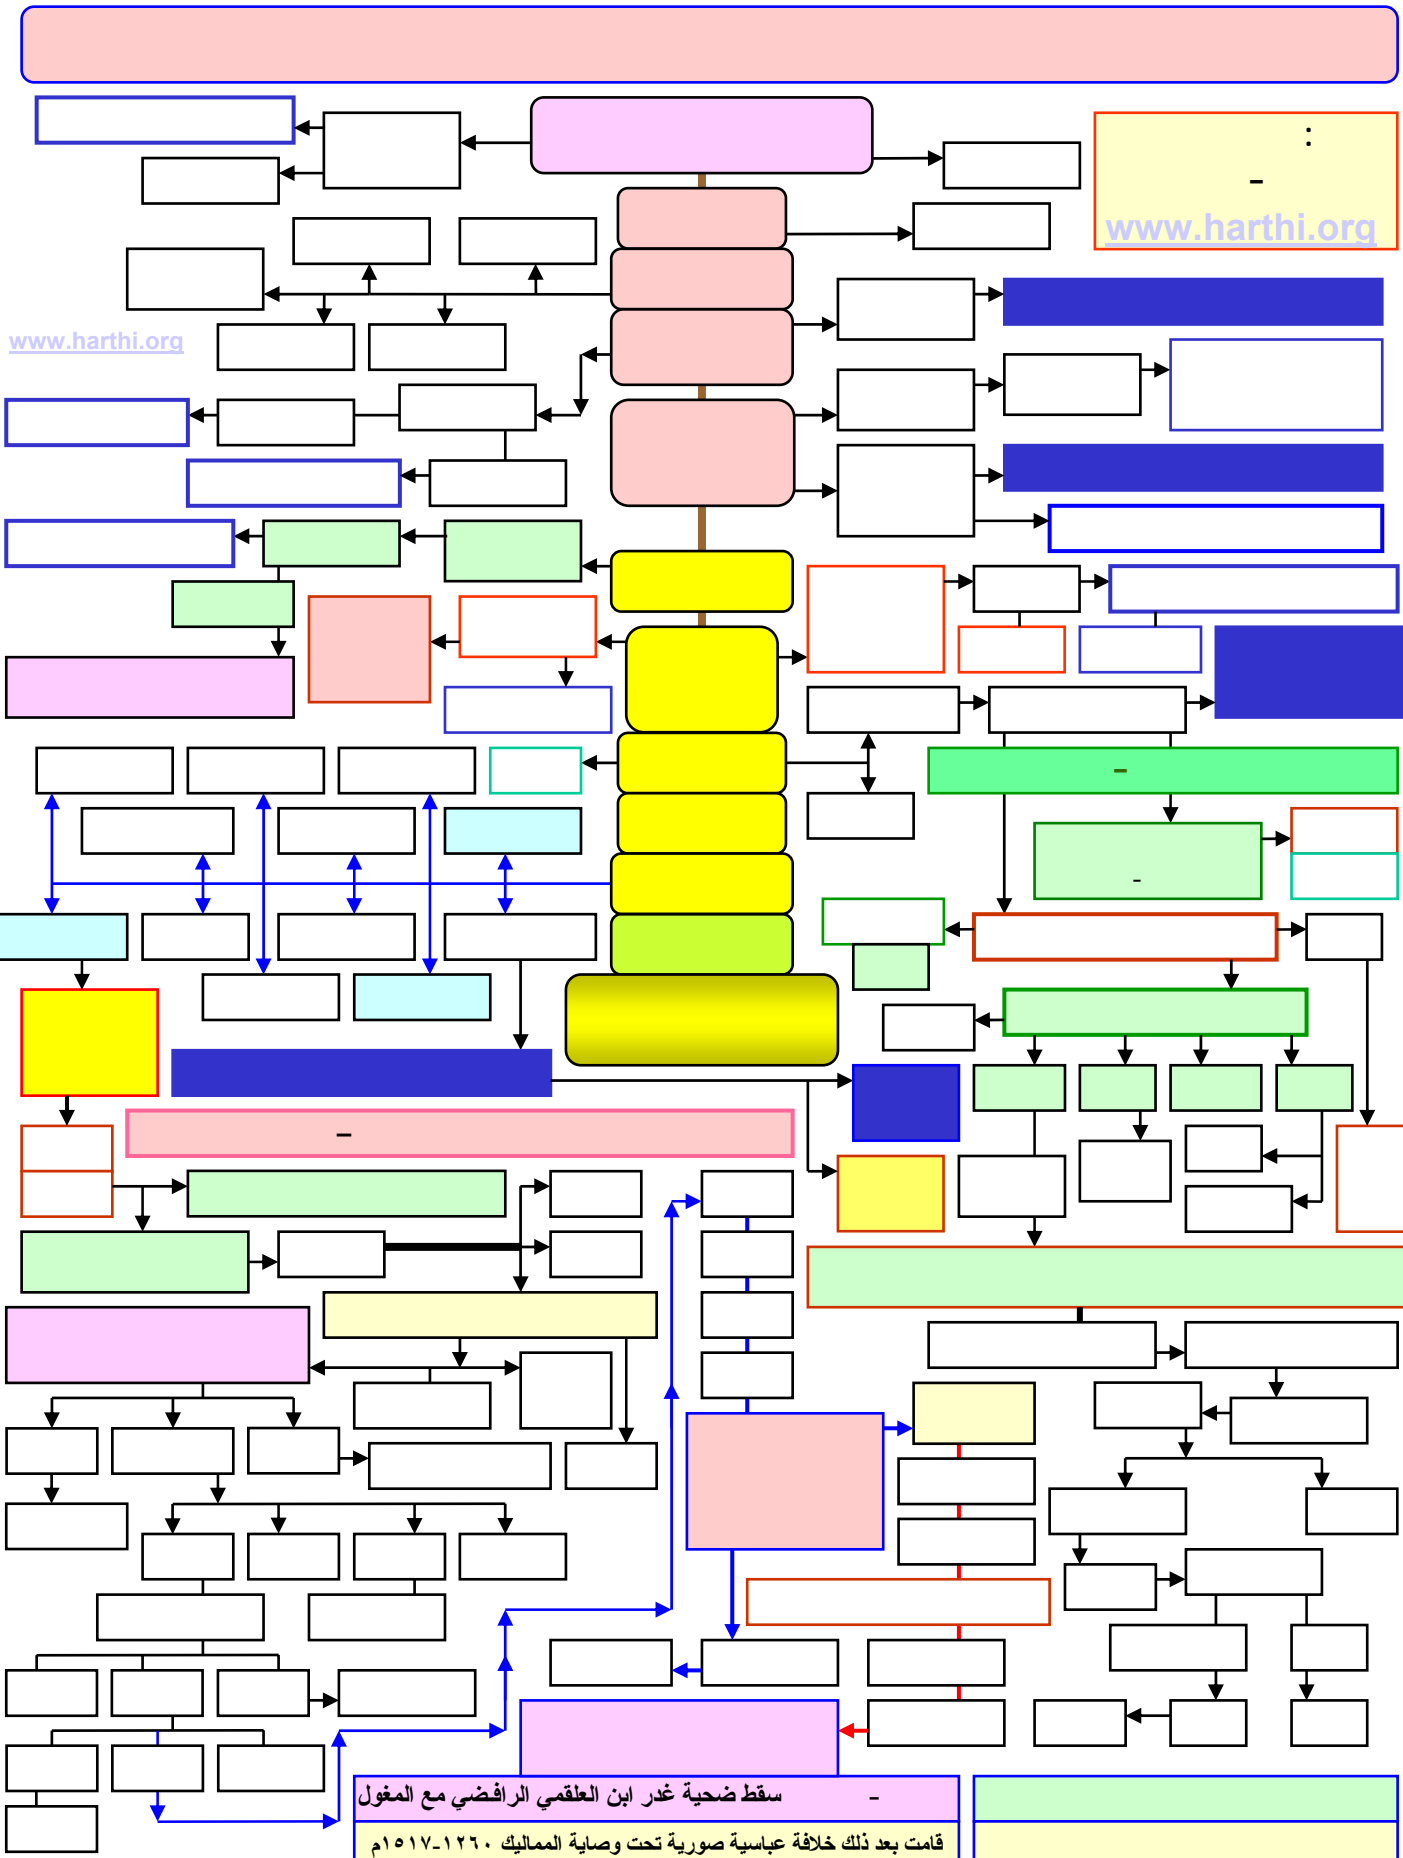 :
–
www.harthi.org
www.harthi.org
–
-
–
- سقط ضحية غدر ابن العلقمي الرافضي مع المغول
قامت بعد ذلك خلافة عباسية صورية تحت وصاية المماليك ١٢٦٠-١٥١٧م